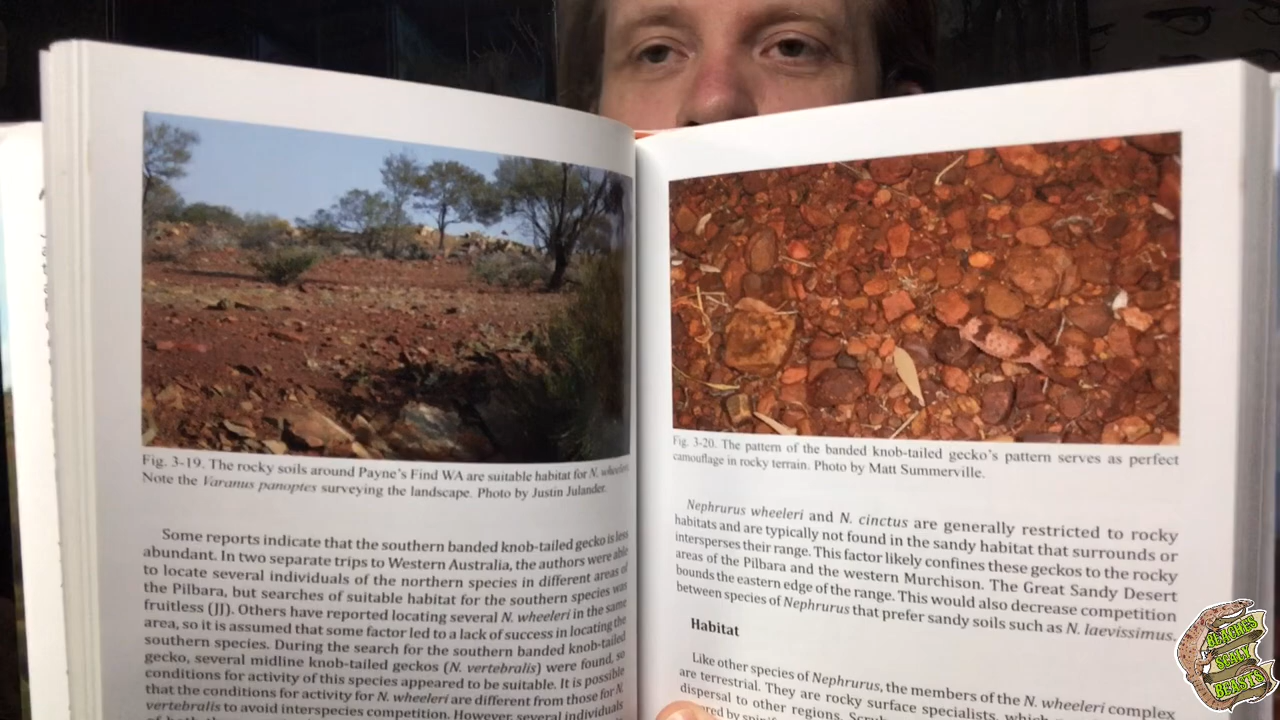 Fig. 3-19. The rocky soils around Payne's Find WA are suitable habitat for N. wheeleri.
Note the Varanus panoptes surveying the landscape. Photo by Justin Julander.
Some reports indicate that the southern banded knob-tailed gecko is less
abundant. In two separate trips to Western Australia, the authors were able
to locate several individuals of the northern species in different areas of
the Pilbara, but searches of suitable habitat for the southern species was
fruitless (JJ). Others have reported locating several N. wheeleri in the same
area, so it is assumed that some factor led to a lack of success in locating the
southern species. During the search for the southern banded knob-tailed
gecko, several midline knob-tailed geckos (N. vertebralis) were found, so
conditions for activity of this species appeared to be suitable. It is possible
that the conditions for activity for N. wheeleri are different from those for N.
vertebralis to avoid interspecies competition. However, several individuals
Fig. 3-20. The pattern of the banded knob-tailed gecko's pattern serves as perfect
camouflage in rocky terrain. Photo by Matt Summerville.
Nephrurus wheeleri and N. cinctus are generally restricted to rocky
habitats and are typically not found in the sandy habitat that surrounds or
intersperses their range. This factor likely confines these geckos to the rocky
areas of the Pilbara and the western Murchison. The Great Sandy Desert
bounds the eastern edge of the range. This would also decrease competition
between species of Nephrurus that prefer sandy soils such as N. laevissimus.
Habitat
Like other species of Nephrurus, the members of the N. wheeleri complex
are terrestrial. They are rocky surface specialists, which
dispersal to other regions.
BEACHES
SCALY
BEASTS